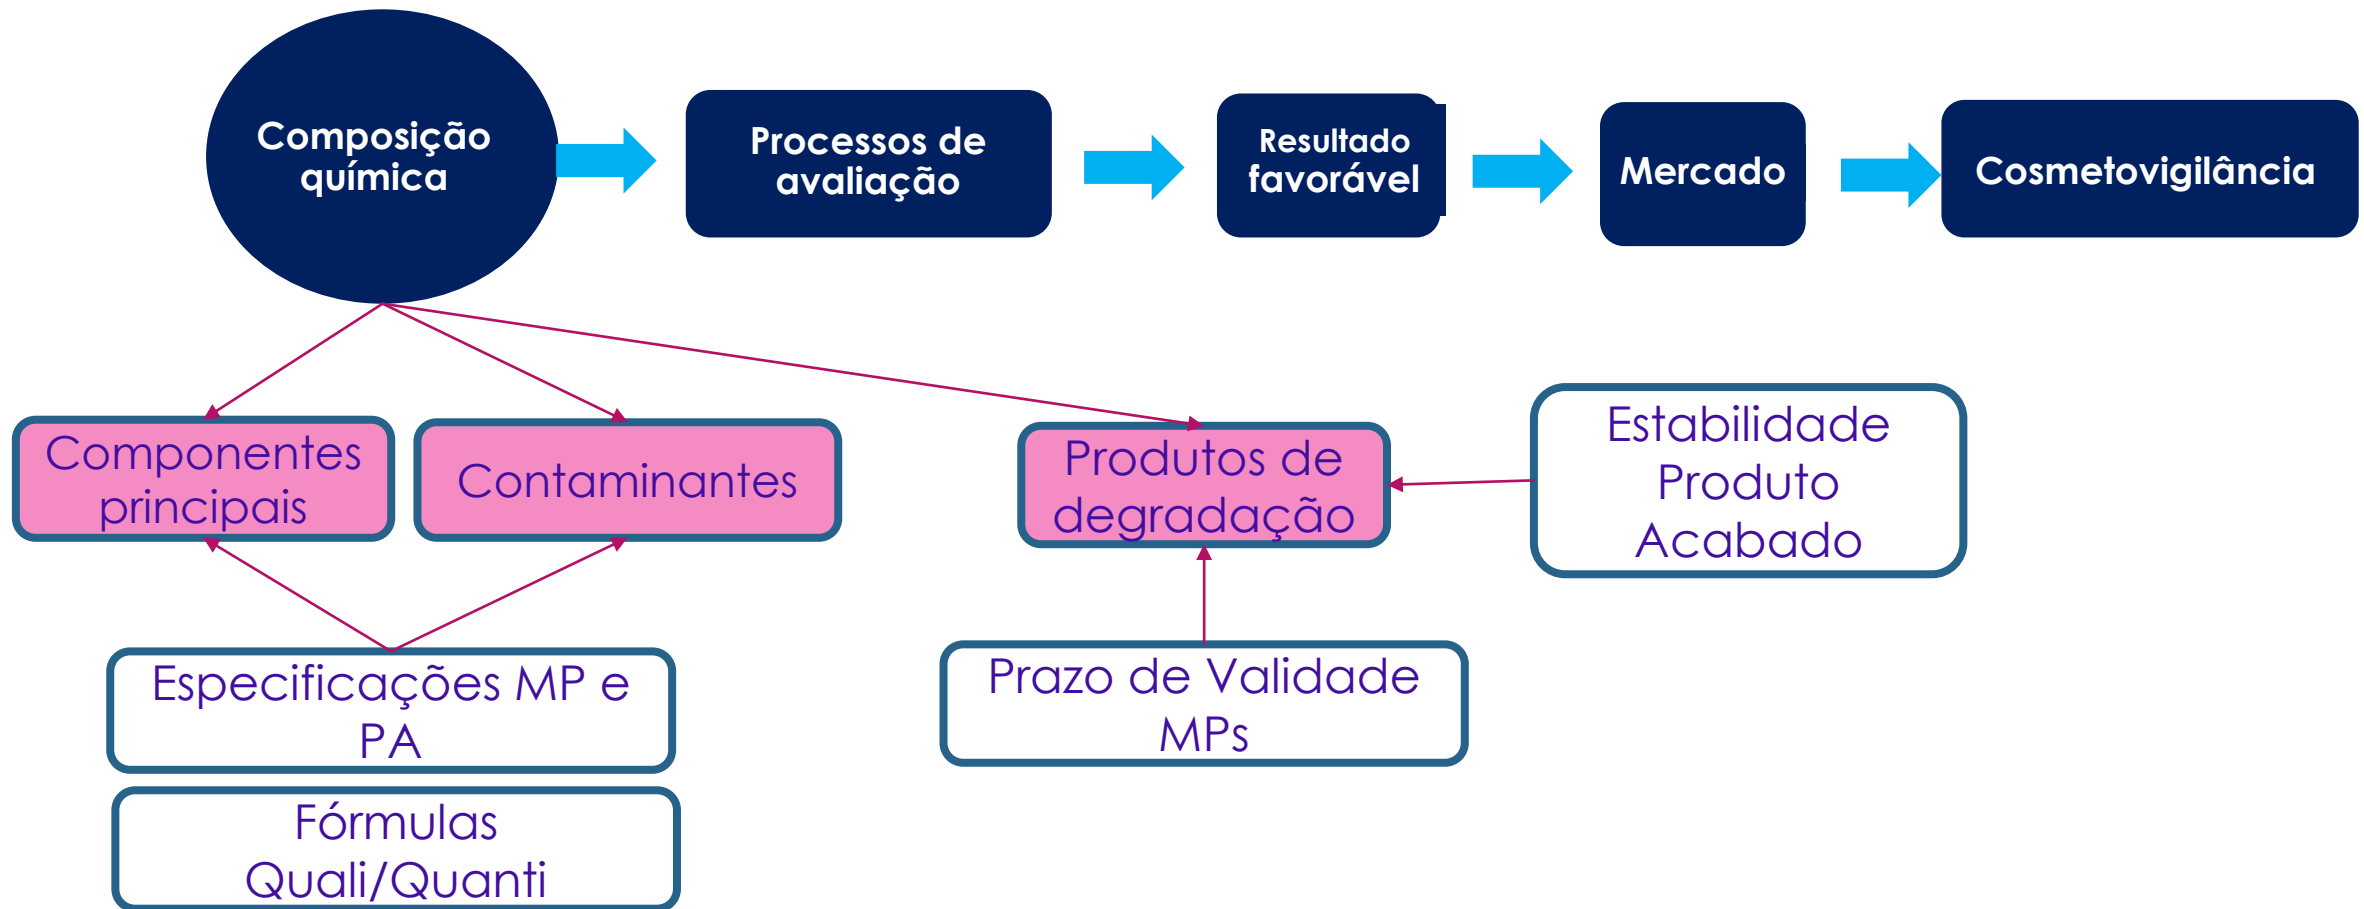 Composição
química
Processos de
avaliação
Resultado
favorável
Mercado
Cosmetovigilância
Componentes
principais
Contaminantes
Produtos de
degradação
Estabilidade
Produto
Acabado
Especificações MP e
PA
Prazo de Validade
MPs
Fórmulas
Quali/Quanti